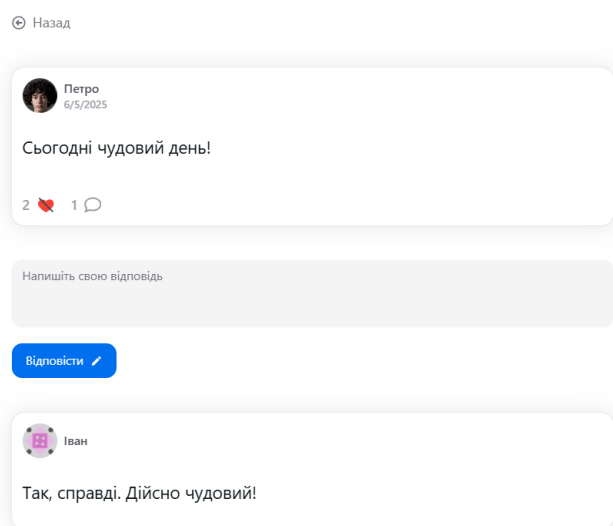 Назад
Петро
6/5/2025
Сьогодні чудовий день!
2 1
Напишіть свою відповідь
Відповісти
Іван
Так, справді. Дійсно чудовий!